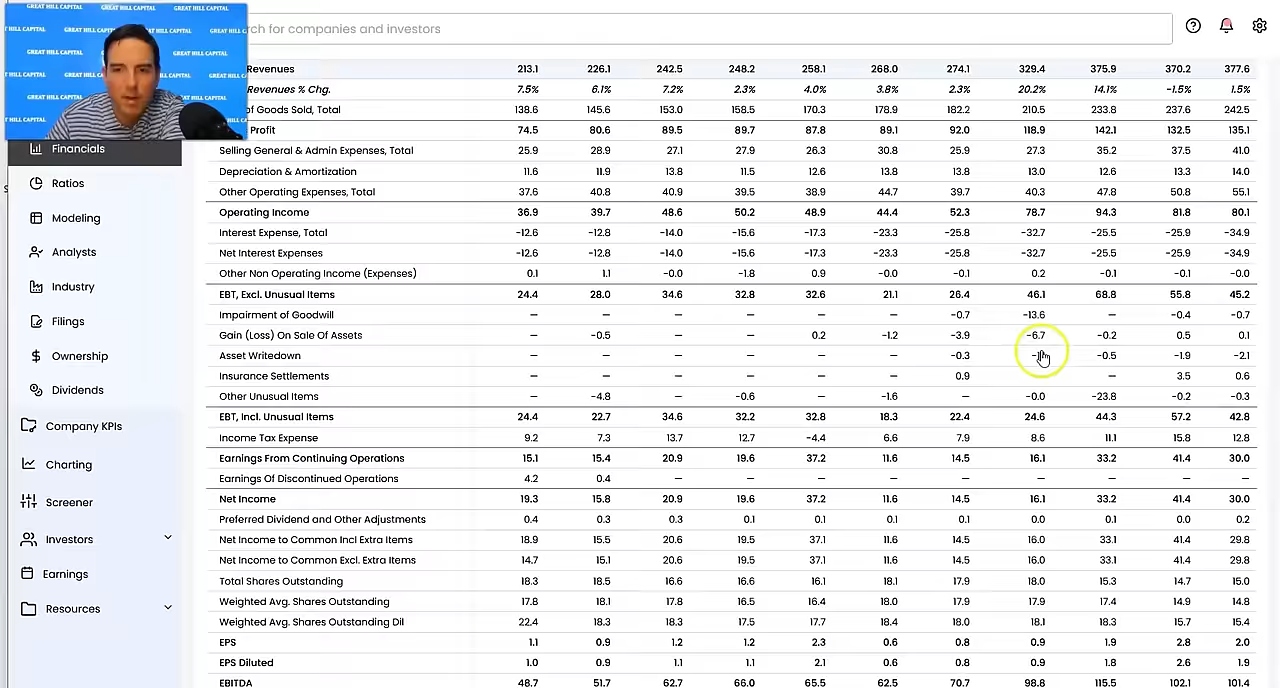 GREAT HILL CAPITAL GREAT HILL CAPITAL GREAT HILL CAPITAL
GREAT HILL CAPITAL GREAT HILL
GREAT HILL CAPITAL GREAT HILL CAPITAL
GREAT HILL
GREAT HILL CAPITAL
CAPITAL
ch for companies and investors
Revenues 213.1 226.1 242.5 248.2 258.1 268.0 274.1 329.4 375.9 370.2 377.6
Revenues % Chg. 7.5% 6.1% 7.2% 2.3% 4.0% 3.8% 2.3% 20.2% 14.1% -1.5% 1.5%
of Goods Sold, Total 138.6 145.6 153.0 158.5 170.3 178.9 182.2 210.5 233.8 237.6 242.5
Profit 74.5 80.6 89.5 89.7 87.8 89.1 92.0 118.9 142.1 132.5 135.1
Financials
Ratios
Modeling
Analysts
Industry
Filings
$ Ownership
Dividends
Company KPIs
Charting
Screener
Investors
Earnings
Resources
Selling General & Admin Expenses, Total 25.9 28.9 27.1 27.9 26.3 30.8 25.9 27.3 35.2 37.5 41.0
Depreciation & Amortization 11.6 11.9 13.8 11.5 12.6 13.8 13.8 13.0 12.6 13.3 14.0
Other Operating Expenses, Total 37.6 40.8 40.9 39.5 38.9 44.7 39.7 40.3 47.8 50.8 55.1
Operating Income 36.9 39.7 48.6 50.2 48.9 44.4 52.3 78.7 94.3 81.8 80.1
Interest Expense, Total -12.6 -12.8 -14.0 -15.6 -17.3 -23.3 -25.8 -32.7 -25.5 -25.9 -34.9
Net Interest Expenses -12.6 -12.8 -14.0 -15.6 -17.3 -23.3 -25.8 -32.7 -25.5 -25.9 -34.9
Other Non Operating Income (Expenses) 0.1 1.1 -0.0 -1.8 0.9 -0.0 -0.1 0.2 -0.1 -0.1 -0.0
EBT, Excl. Unusual Items 24.4 28.0 34.6 32.8 32.6 21.1 26.4 46.1 68.8 55.8 45.2
Impairment of Goodwill — — — — — — -0.7 -13.6 — -0.4 -0.7
Gain (Loss) On Sale Of Assets — -0.5 — — 0.2 -1.2 -3.9 -6.7 -0.2 0.5 0.1
Asset Writedown — — — — — — -0.3 -0.5 -1.9 -2.1
Insurance Settlements — — — — — — 0.9 — — 3.5 0.6
Other Unusual Items — -4.8 — -0.6 — -1.6 — -0.0 -23.8 -0.2 -0.3
EBT, Incl. Unusual Items 24.4 22.7 34.6 32.2 32.8 18.3 22.4 24.6 44.3 57.2 42.8
Income Tax Expense 9.2 7.3 13.7 12.7 -4.4 6.6 7.9 8.6 11.1 15.8 12.8
Earnings From Continuing Operations 15.1 15.4 20.9 19.6 37.2 11.6 14.5 16.1 33.2 41.4 30.0
Earnings Of Discontinued Operations 4.2 0.4 — — — — — — — — —
Net Income 19.3 15.8 20.9 19.6 37.2 11.6 14.5 16.1 33.2 41.4 30.0
Preferred Dividend and Other Adjustments 0.4 0.3 0.3 0.1 0.1 0.1 0.1 0.0 0.1 0.0 0.2
Net Income to Common Incl Extra Items 18.9 15.5 20.6 19.5 37.1 11.6 14.5 16.0 33.1 41.4 29.8
Net Income to Common Excl. Extra Items 14.7 15.1 20.6 19.5 37.1 11.6 14.5 16.0 33.1 41.4 29.8
Total Shares Outstanding 18.3 18.5 16.6 16.6 16.1 18.1 17.9 18.0 15.3 14.7 15.0
Weighted Avg. Shares Outstanding 17.8 18.1 17.8 16.5 16.4 18.0 17.9 17.9 17.4 14.9 14.8
Weighted Avg. Shares Outstanding Dil 22.4 18.3 18.3 17.5 17.7 18.4 18.0 18.1 18.3 15.7 15.4
EPS 1.1 0.9 1.2 1.2 2.3 0.6 0.8 0.9 1.9 2.8 2.0
EPS Diluted 1.0 0.9 1.1 1.1 2.1 0.6 0.8 0.9 1.8 2.6 1.9
EBITDA 48.7 51.7 62.7 66.0 65.5 62.5 70.7 98.8 115.5 102.1 101.4